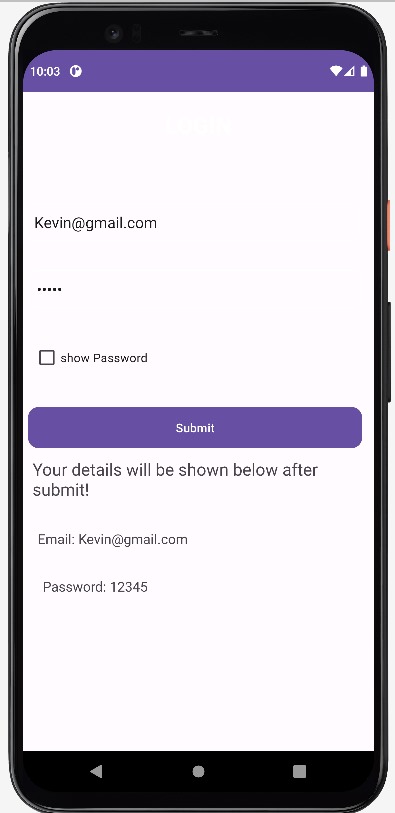 10:03
Kevin@gmail.com
•••••
show Password
Submit
Your details will be shown below after
submit!
Email: Kevin@gmail.com
Password: 12345